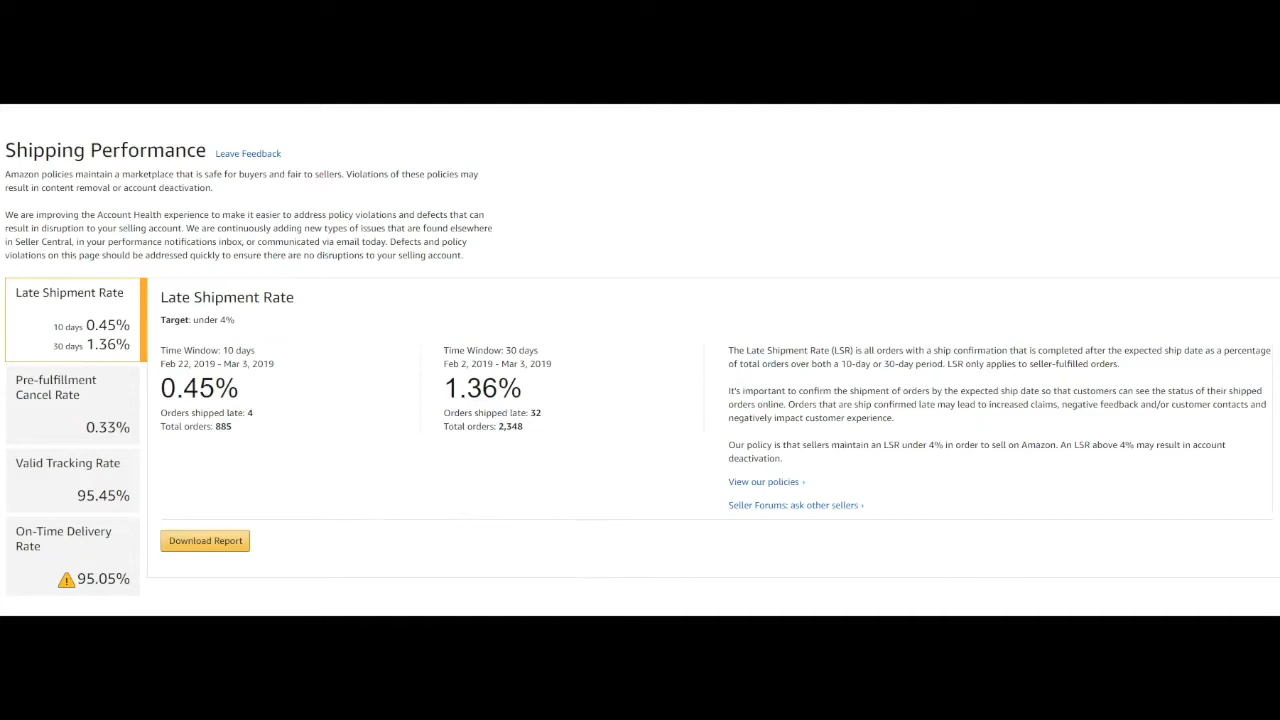 Shipping Performance Leave Feedback
Amazon policies maintain a marketplace that is safe for buyers and fair to sellers. Violations of these policies may
result in content removal or account deactivation.
We are improving the Account Health experience to make it easier to address policy violations and defects that can
result in disruption to your selling account. We are continuously adding new types of issues that are found elsewhere
in Seller Central, in your performance notifications inbox, or communicated via email today. Defects and policy
violations on this page should be addressed quickly to ensure there are no disruptions to your selling account.
Late Shipment Rate
10 days 0.45%
30 days 1.36%
Pre-fulfillment
Cancel Rate
0.33%
Valid Tracking Rate
95.45%
On-Time Delivery
Rate
95.05%
Late Shipment Rate
Target: under 4%
Time Window: 10 days
Feb 22, 2019 - Mar 3, 2019
0.45%
Orders shipped late: 4
Total orders: 885
Time Window: 30 days
Feb 2, 2019 - Mar 3, 2019
1.36%
Orders shipped late: 32
Total orders: 2,348
The Late Shipment Rate (LSR) is all orders with a ship confirmation that is completed after the expected ship date as a percentage
of total orders over both a 10-day or 30-day period. LSR only applies to seller-fulfilled orders.
It's important to confirm the shipment of orders by the expected ship date so that customers can see the status of their shipped
orders online. Orders that are ship confirmed late may lead to increased claims, negative feedback and/or customer contacts and
negatively impact customer experience.
Our policy is that sellers maintain an LSR under 4% in order to sell on Amazon. An LSR above 4% may result in account
deactivation.
View our policies ›
Seller Forums: ask other sellers ›
Download Report